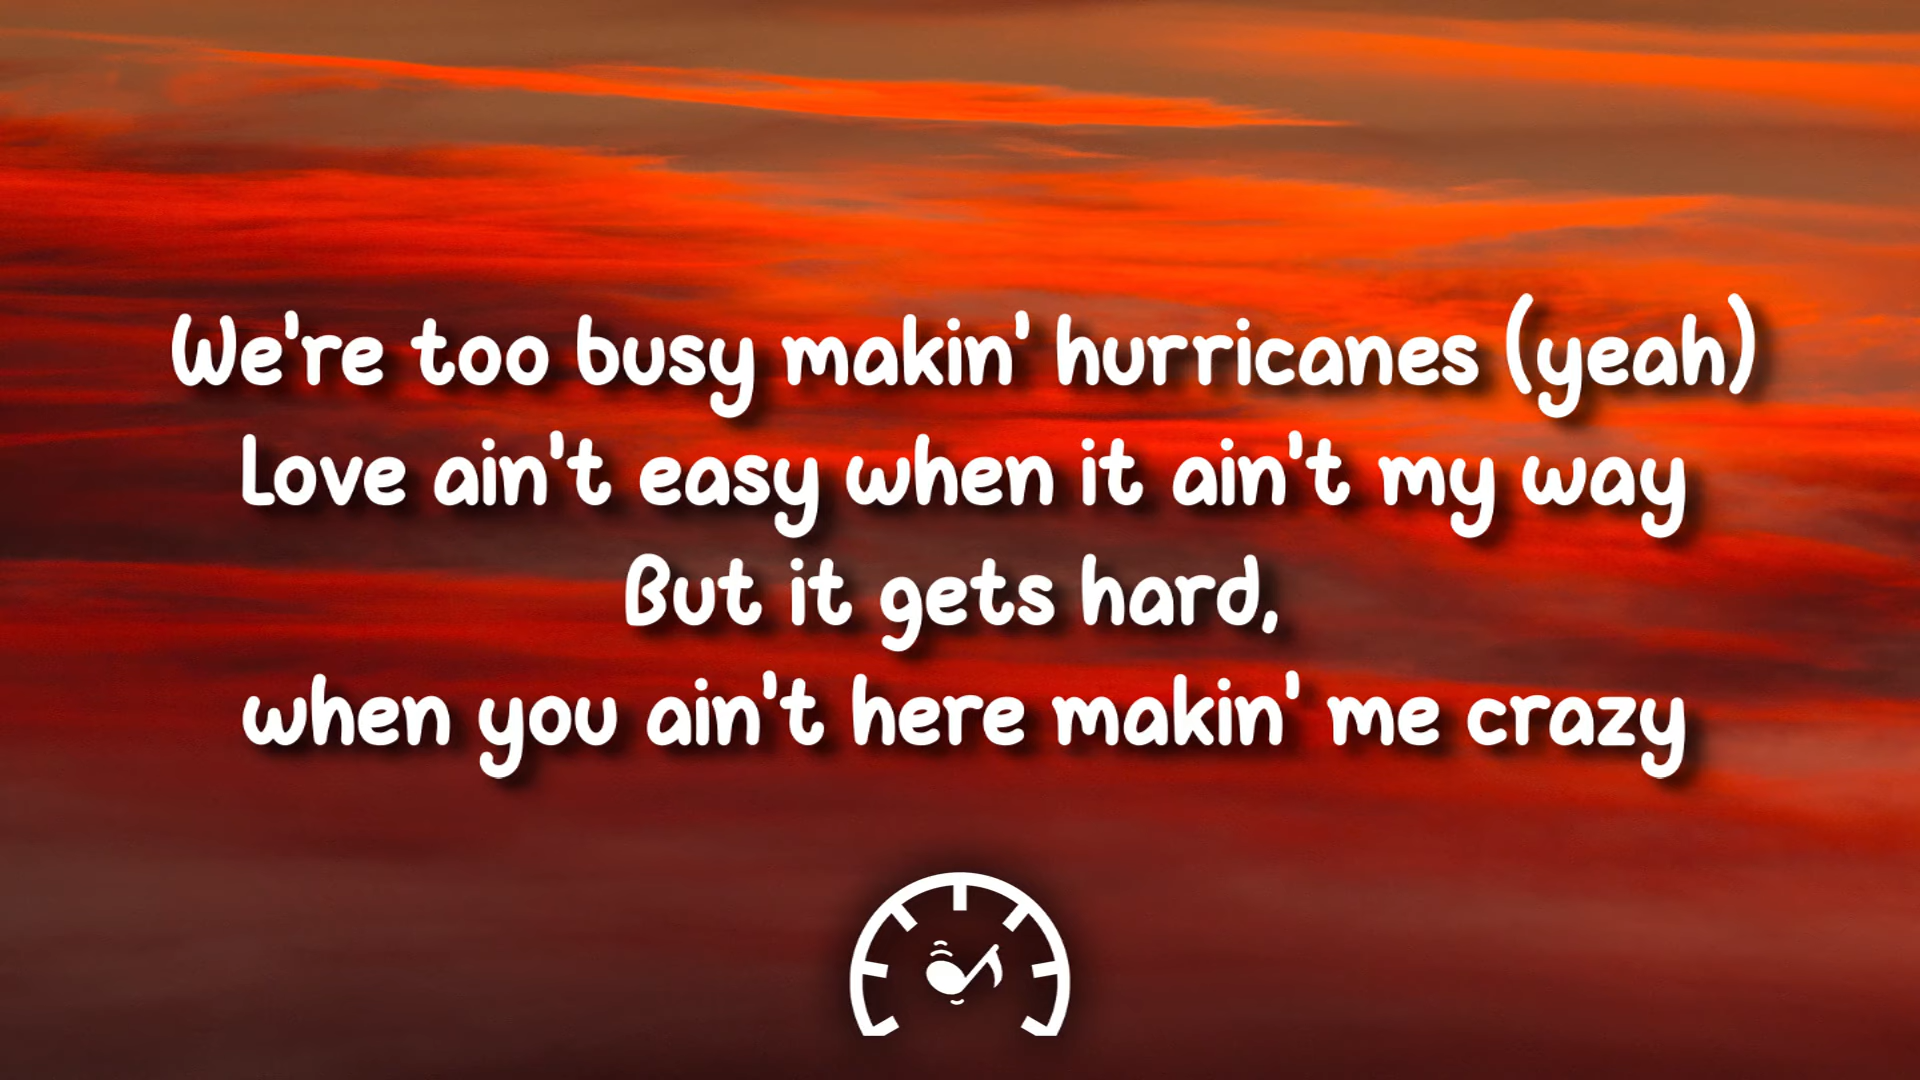 We're too busy makin' hurricanes (yeah)
Love ain't easy when it ain't my way
But it gets hard,
when you ain't here makin' me crazy